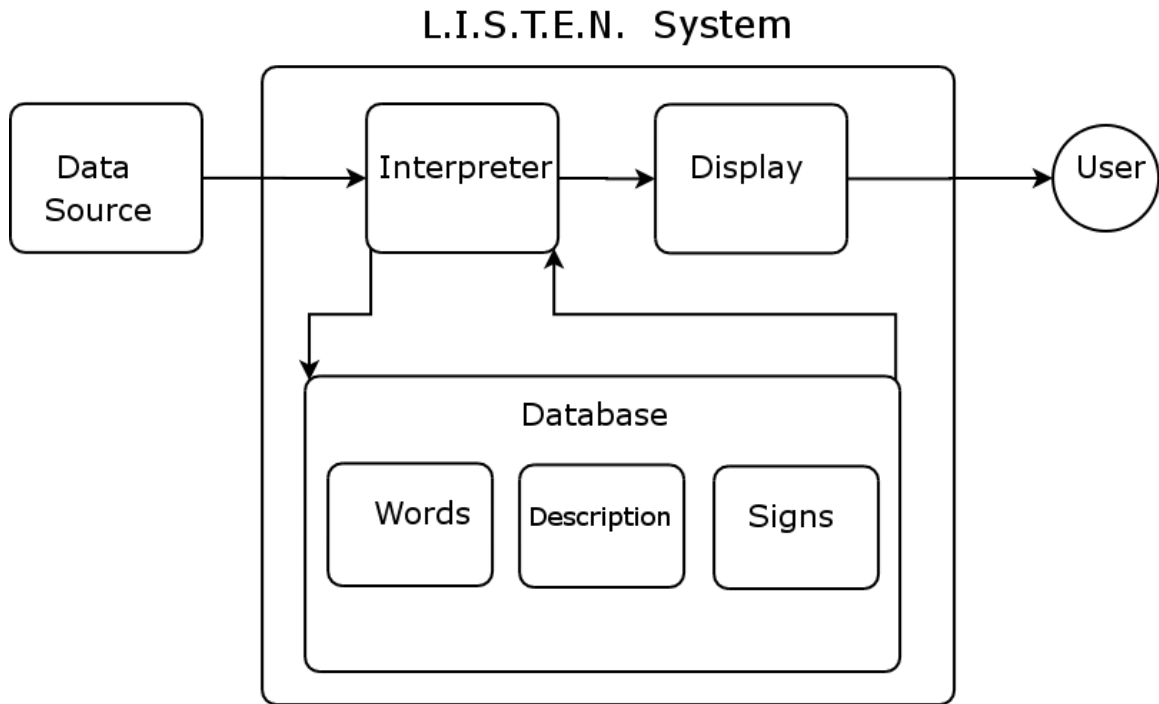 L.I.S.T.E.N. System
Data
Source
Interpreter
Display
User
Database
Words
Description
Signs